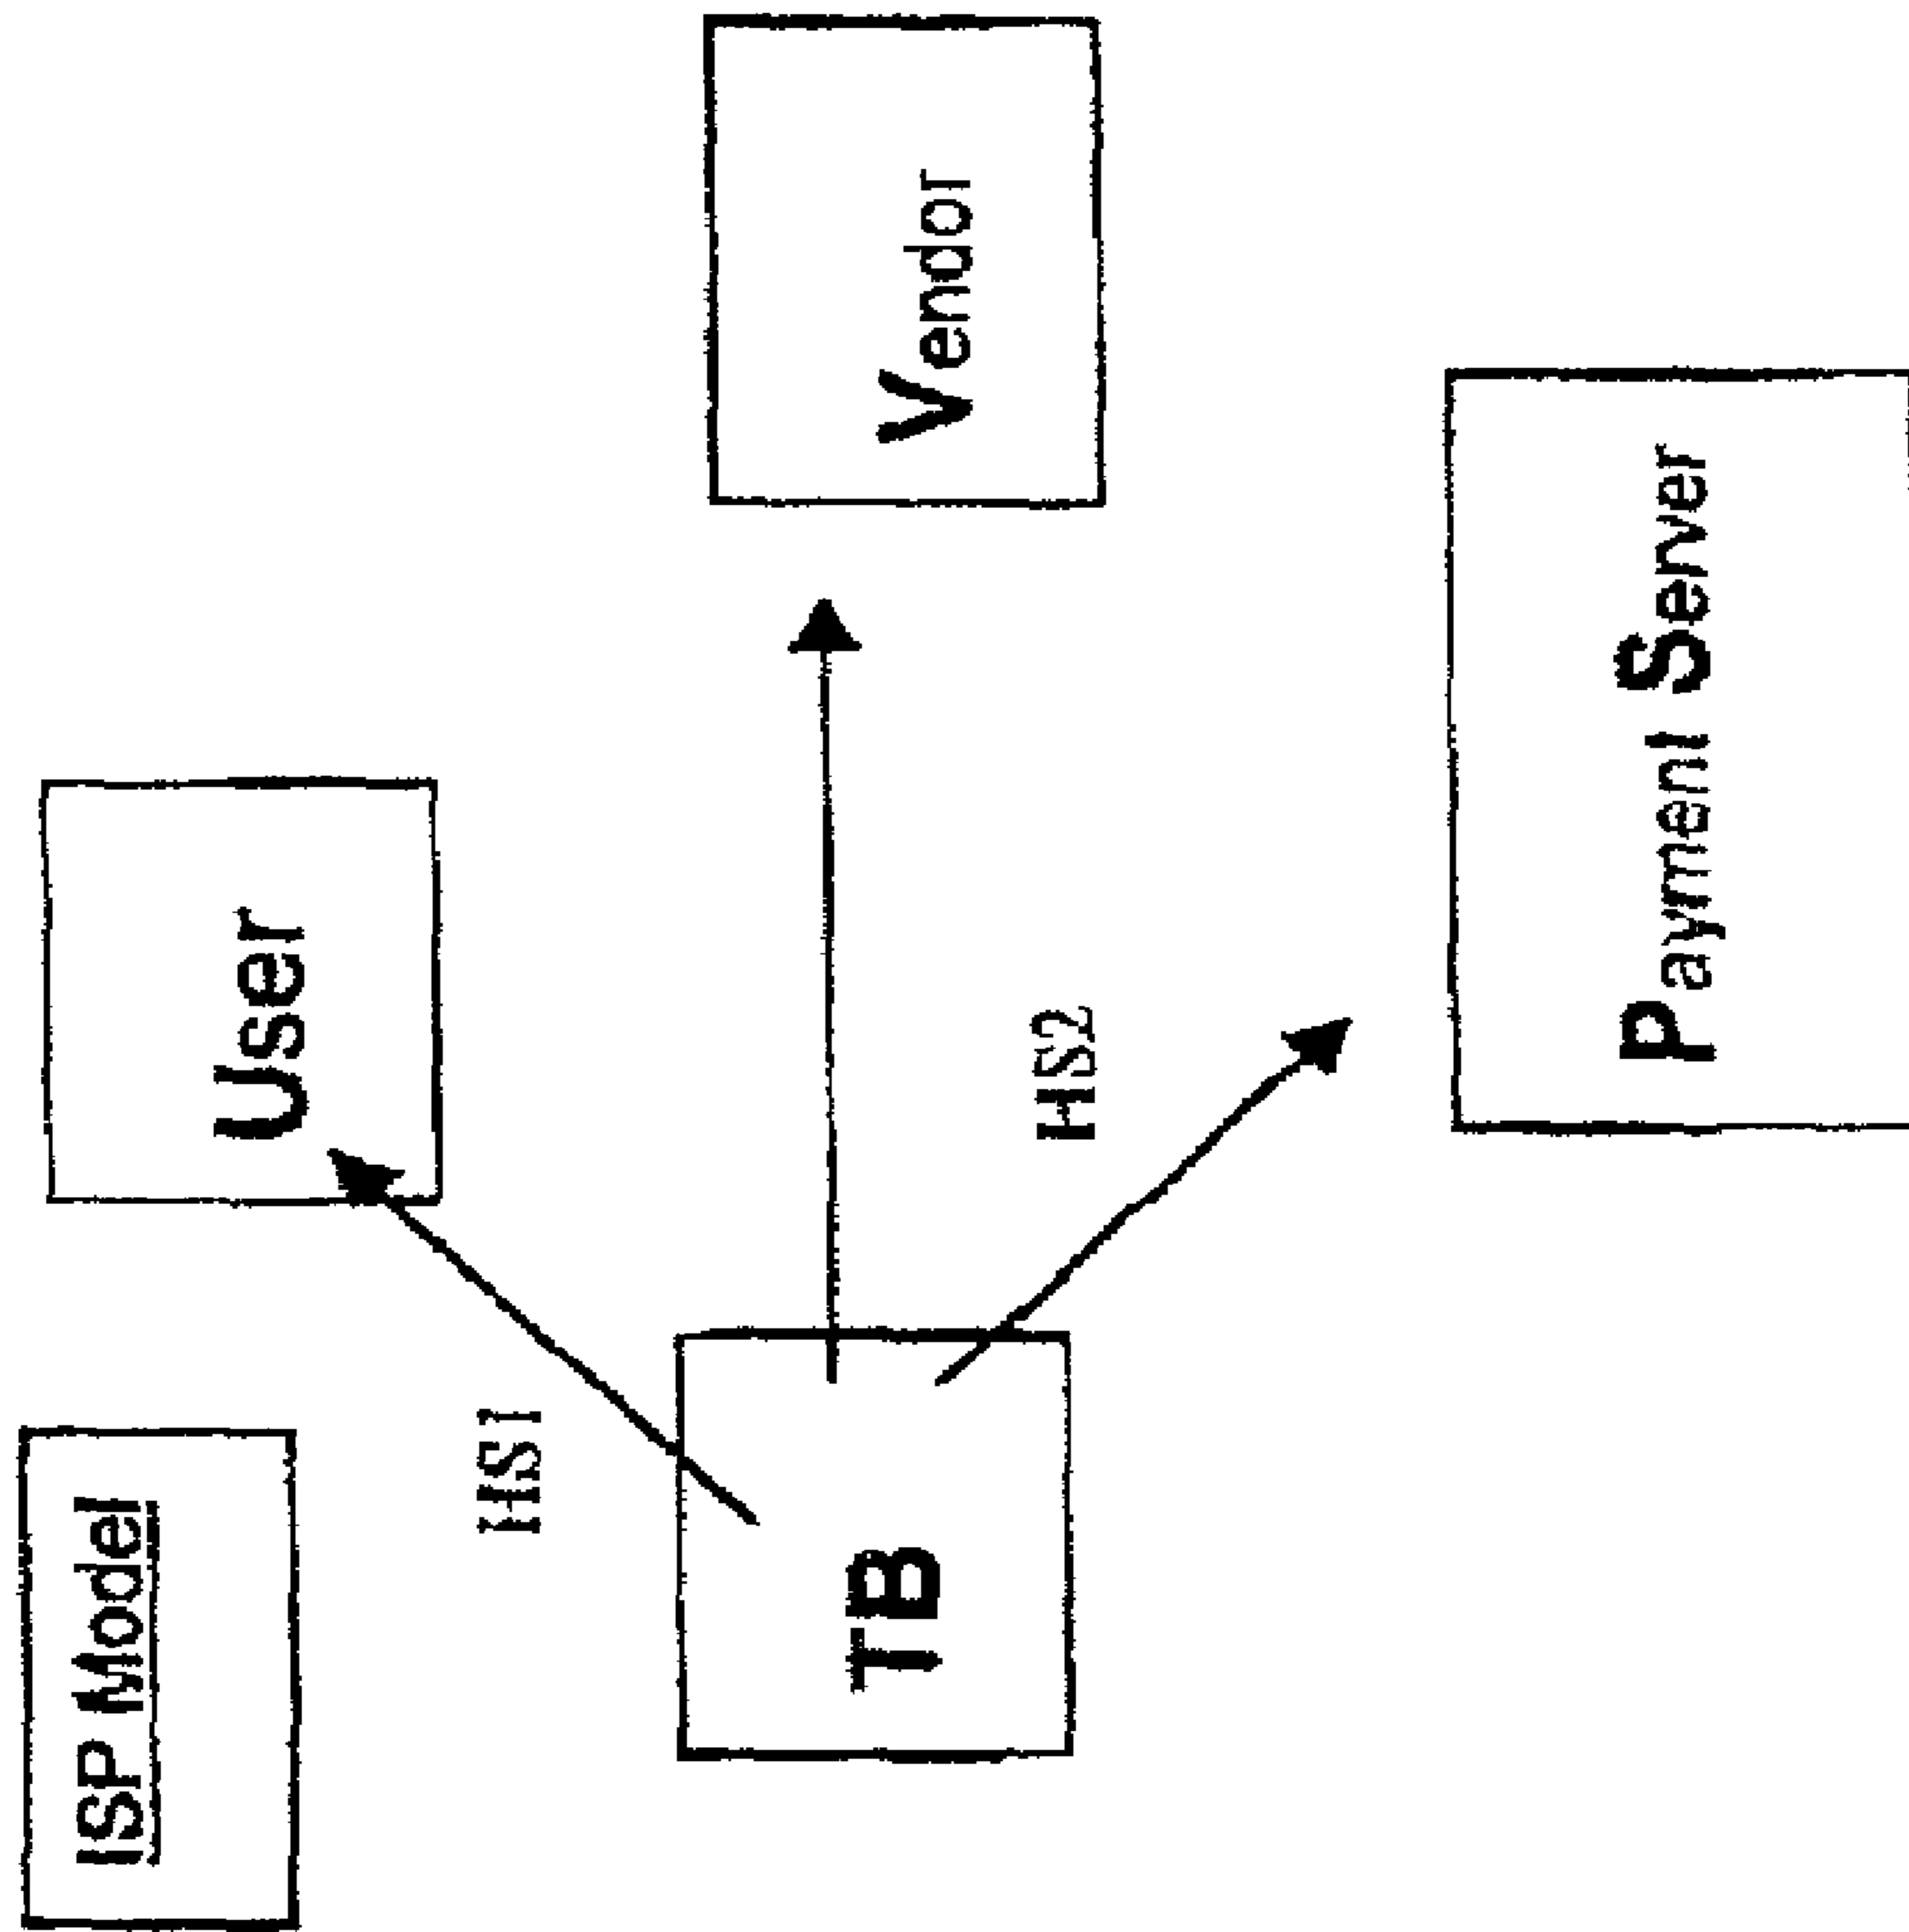 ISP Model
User
HS1
TB
Vendor
HS2
Payment Server